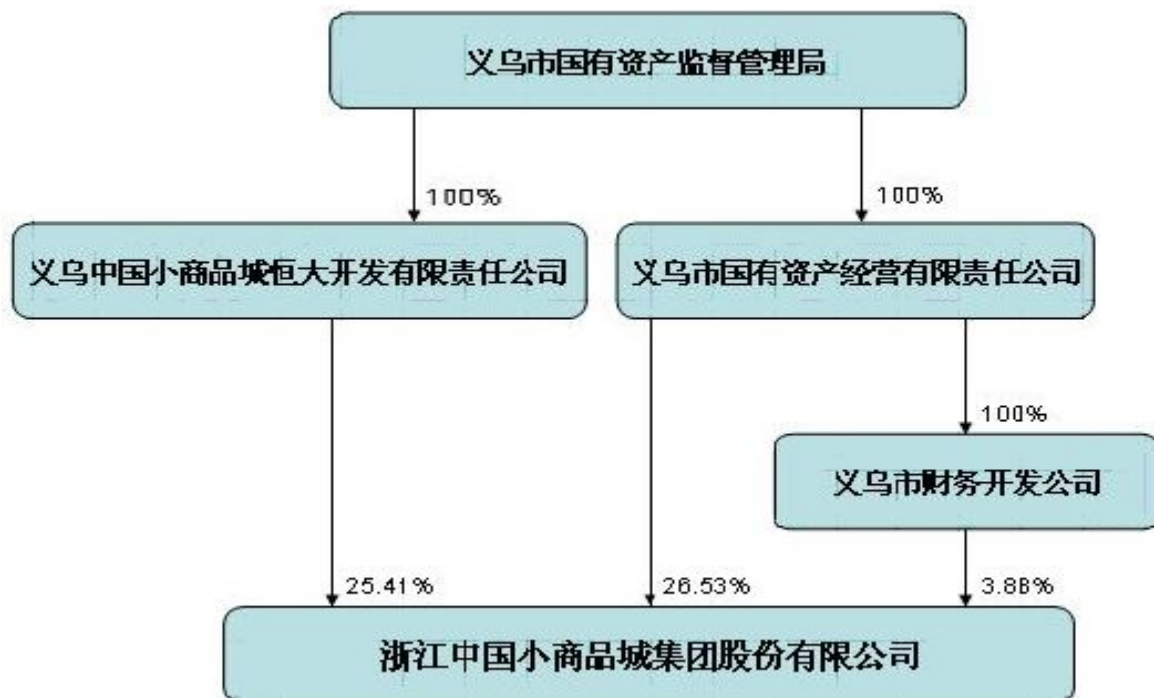 义乌市国有资产监督管理局
100%
100%
义乌中国小商品城恒大开发有限责任公司
义乌市国有资产经营有限责任公司
100%
义乌市财务开发公司
25.41%
26.53%
3.88%
浙江中国小商品城集团股份有限公司